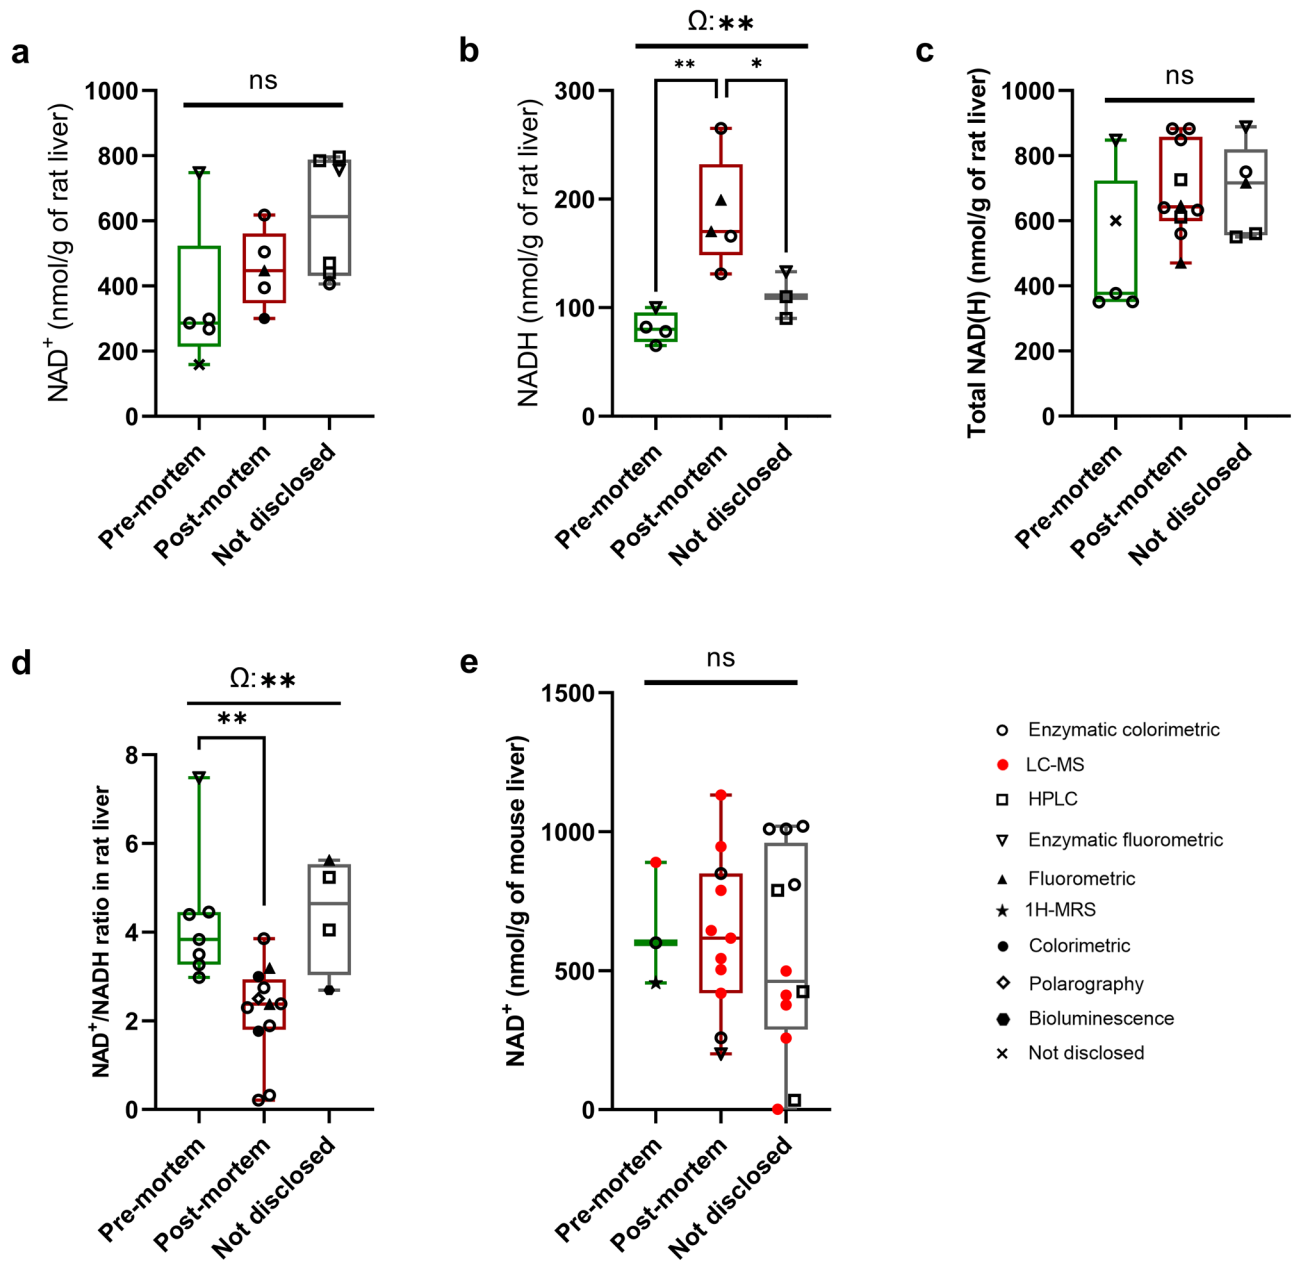 a
ns
NAD+ (nmol/g of rat liver)
1000
800
600
400
200
0
Pre-mortem
Post-mortem
Not disclosed
b
Ω:**
**
*
NADH (nmol/g of rat liver)
300
200
100
0
Pre-mortem
Post-mortem
Not disclosed
c
ns
Total NAD(H) (nmol/g of rat liver)
1000
800
600
400
200
0
Pre-mortem
Post-mortem
Not disclosed
d
Ω:**
**
NAD+/NADH ratio in rat liver
8
6
4
2
0
Pre-mortem
Post-mortem
Not disclosed
e
ns
NAD+ (nmol/g of mouse liver)
1500
1000
500
0
Pre-mortem
Post-mortem
Not disclosed
Enzymatic colorimetric
LC-MS
HPLC
Enzymatic fluorometric
Fluorometric
1H-MRS
Colorimetric
Polarography
Bioluminescence
Not disclosed